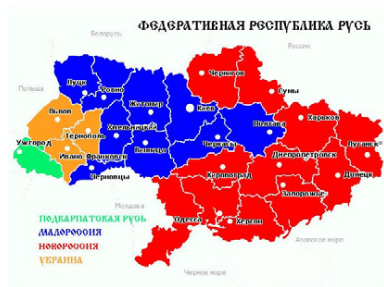 ФЕДЕРАТИВНАЯ РЕСПУБЛИКА РУСЬ
Беларусь
Россия
Польша
Луцк
Ровно
Чернигов
Сумы
Житомир
Киев
Львов
Харьков
Тернополь
Хмельницкий
Полтава
Ужгород
Луганск
Ивано-Франковск
Винница
Черкасы
Днепропетровск
Черновцы
Кировоград
Донецк
Запорожье
Молдова
ПОДКАРПАТСКАЯ РУСЬ
МАЛОРОССИЯ
НОВОРОССИЯ
УКРАИНА
Одесса
Херсон
Азовское море
Черное море